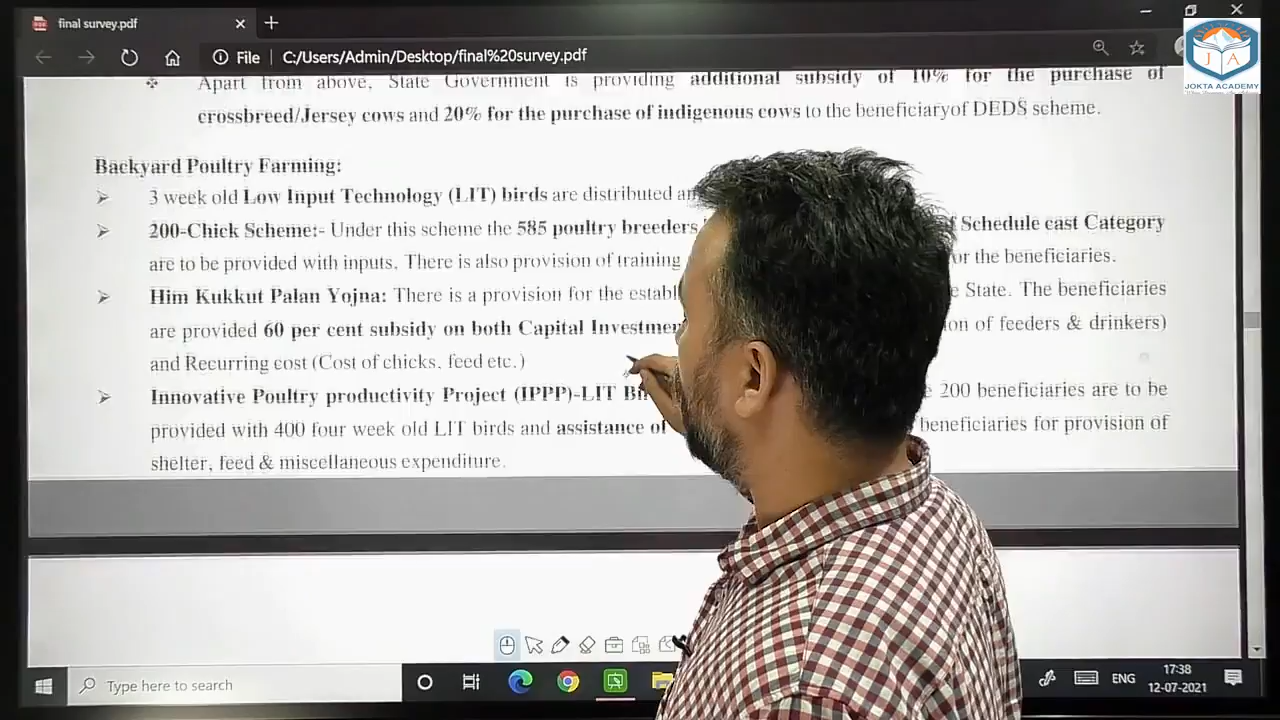 final survey.pdf
File
C:/Users/Admin/Desktop/final%20survey.pdf
JOKTA ACADEMY
❖ Apart from above, State Government is providing additional subsidy of 10% for the purchase of
crossbreed/Jersey cows and 20% for the purchase of indigenous cows to the beneficiaryof DEDS scheme.
Backyard Poultry Farming:
➢ 3 week old Low Input Technology (LIT) birds are distributed
➢ 200-Chick Scheme:- Under this scheme the 585 poultry breeders Schedule cast Category
are to be provided with inputs. There is also provision of training the beneficiaries.
➢ Him Kukkut Palan Yojna: There is a provision for the State. The beneficiaries
are provided 60 per cent subsidy on both Capital of feeders & drinkers)
and Recurring cost (Cost of chicks, feed etc.)
➢ Innovative Poultry productivity Project (IPPP)-LIT 200 beneficiaries are to be
provided with 400 four week old LIT birds and assistance of beneficiaries for provision of
shelter, feed & miscellaneous expenditure.
Type here to search
ENG
17:38
12-07-2021